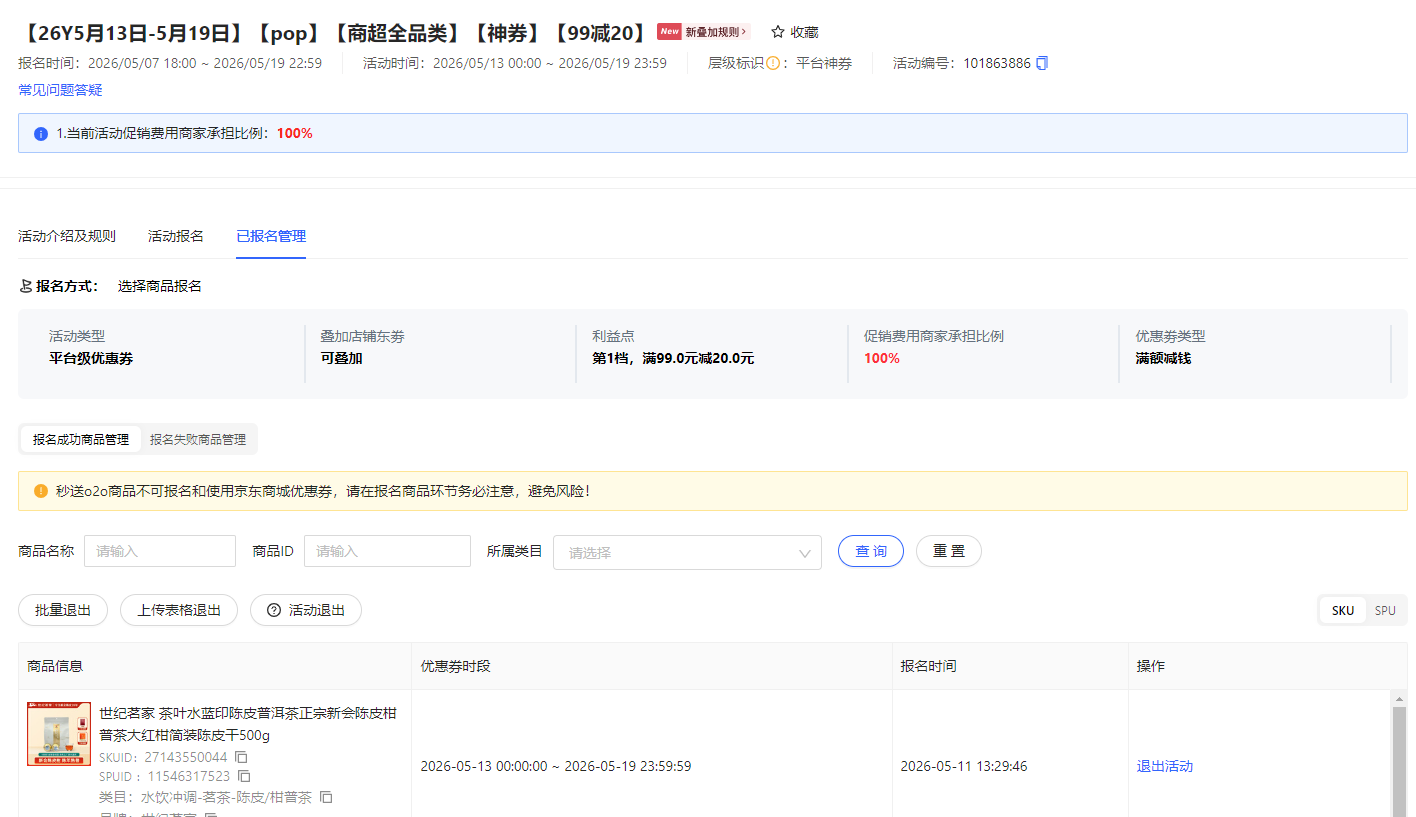 【26Y5月13日-5月19日】【pop】【商超全品类】【神券】【99减20】 New 新叠加规则> 收藏
报名时间：2026/05/07 18:00 ~ 2026/05/19 22:59 活动时间：2026/05/13 00:00 ~ 2026/05/19 23:59 层级标识：平台神券 活动编号：101863886
常见问题答疑
1.当前活动促销费用商家承担比例：100%
活动介绍及规则 活动报名 已报名管理
报名方式： 选择商品报名
活动类型 叠加店铺东券 利益点 促销费用商家承担比例 优惠券类型
平台级优惠券 可叠加 第1档，满99.0元减20.0元 100% 满额减钱
报名成功商品管理 报名失败商品管理
秒送o2o商品不可报名和使用京东商城优惠券，请在报名商品环节务必注意，避免风险！
商品名称 请输入 商品ID 请输入 所属类目 请选择 查询 重置
批量退出 上传表格退出 活动退出 SKU SPU
商品信息 优惠券时段 报名时间 操作
世纪茗家 茶叶水蓝印陈皮普洱茶正宗新会陈皮柑
普茶大红柑简装陈皮干500g
SKUID：27143550044
SPUID：11546317523
2026-05-13 00:00:00 ~ 2026-05-19 23:59:59 2026-05-11 13:29:46 退出活动
类目：水饮冲调-茗茶-陈皮/柑普茶
品牌：世纪茗家